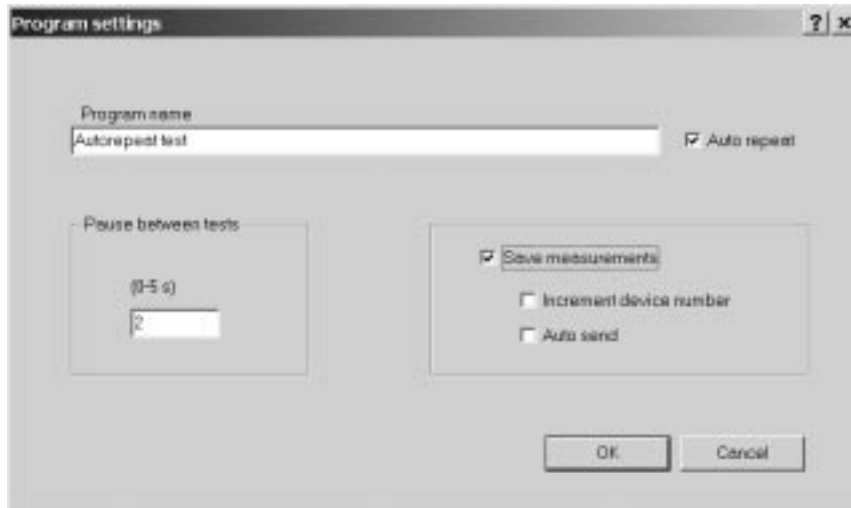 Program settings
Program name
Autorepeat test
Auto repeat
Pause between tests
(0-5 s)
2
Save measurements
Increment device number
Auto send
OK
Cancel